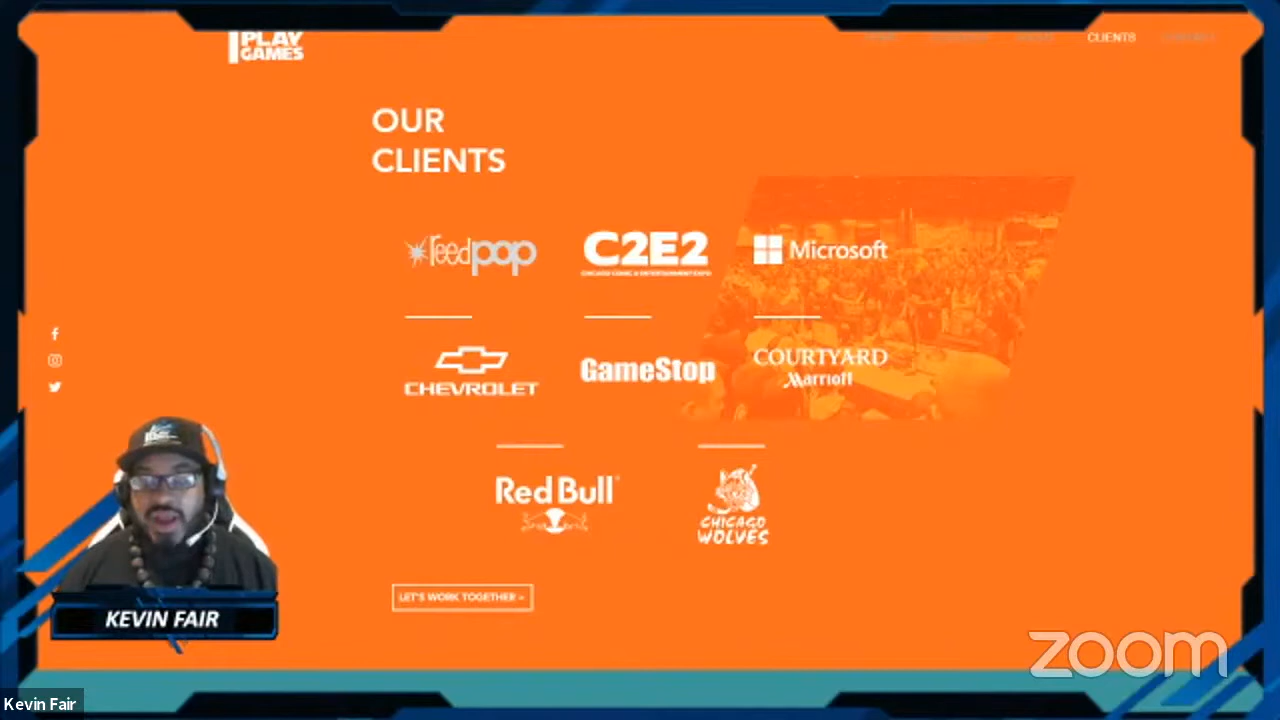 PLAY
GAMES
CLIENTS
OUR
CLIENTS
reedpop
C2E2
CHICAGO COMIC & ENTERTAINMENT EXPO
Microsoft
CHEVROLET
GameStop
COURTYARD
Marriott
Red Bull
CHICAGO
WOLVES
LET'S WORK TOGETHER >
KEVIN FAIR
zoom
Kevin Fair